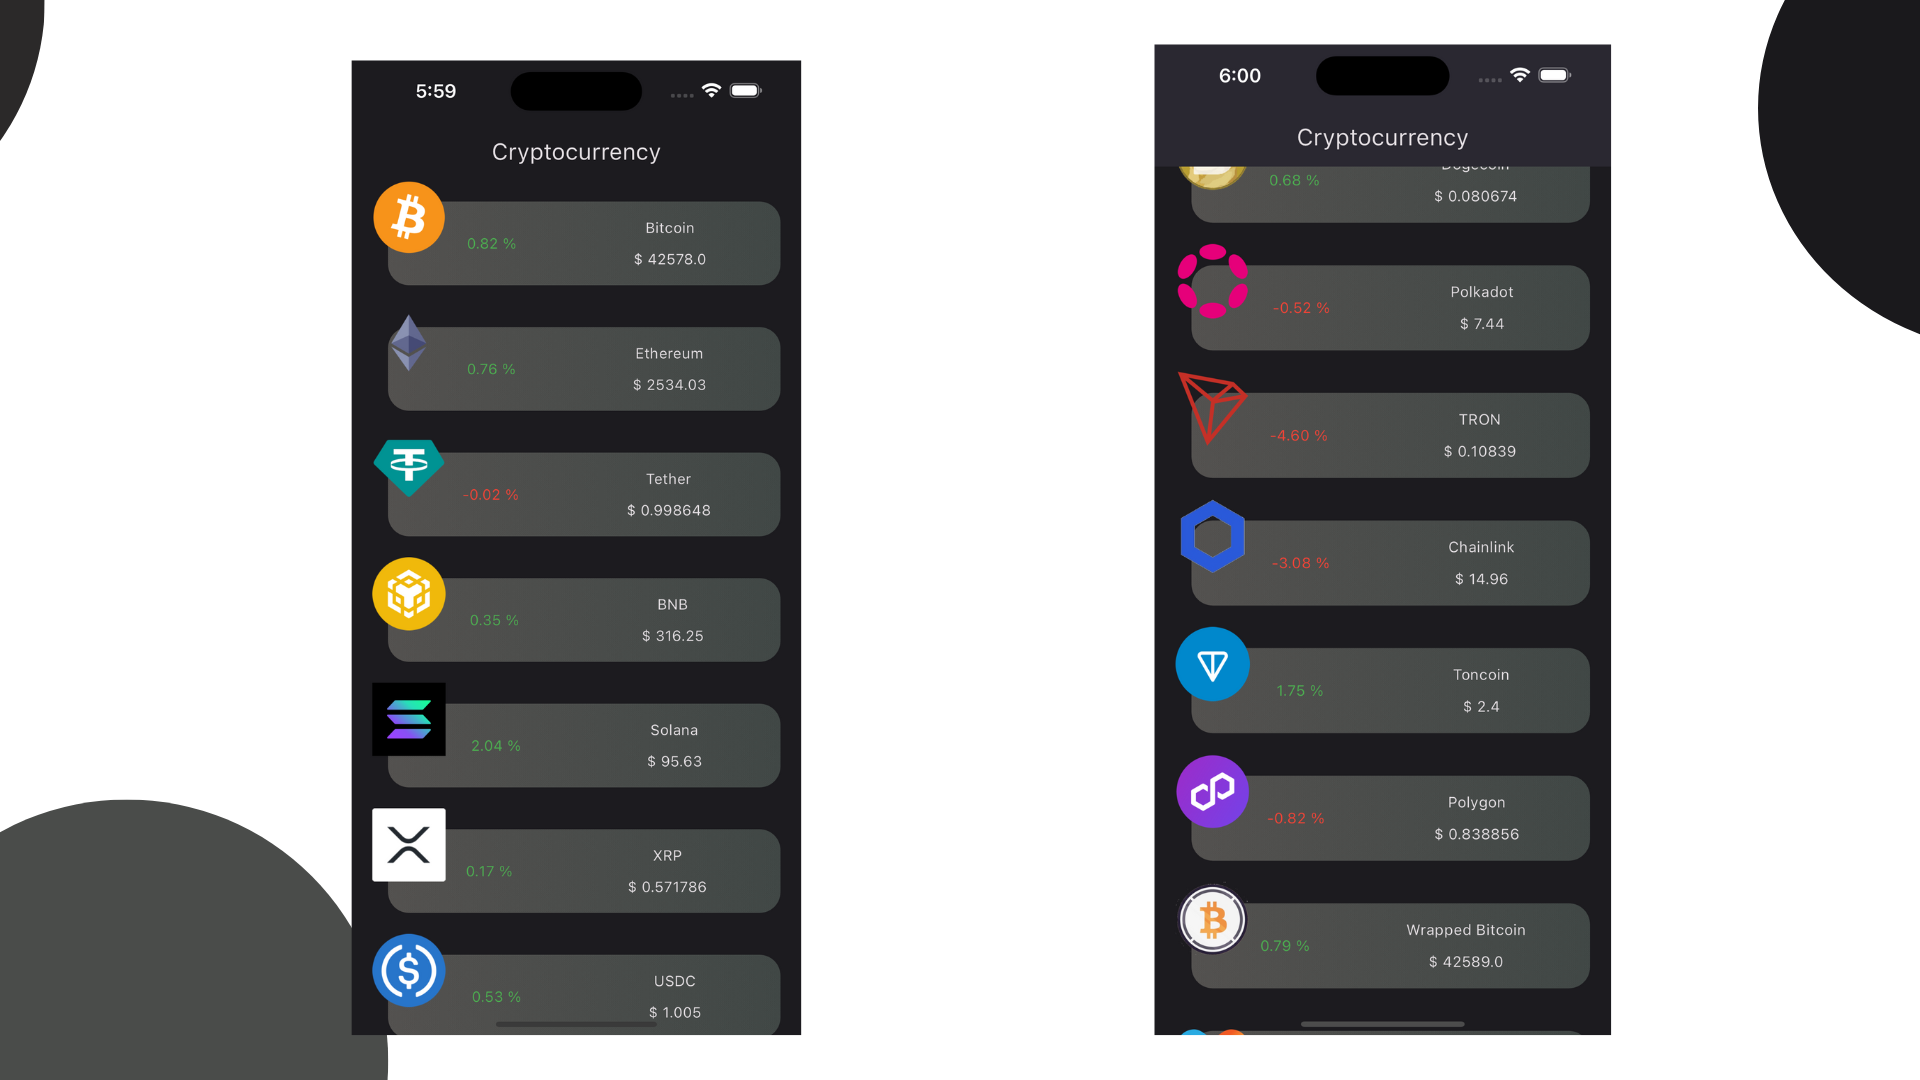 5:59
Cryptocurrency
Bitcoin
0.82 %
$ 42578.0
Ethereum
0.76 %
$ 2534.03
Tether
-0.02 %
$ 0.998648
BNB
0.35 %
$ 316.25
Solana
2.04 %
$ 95.63
XRP
0.17 %
$ 0.571786
USDC
0.53 %
$ 1.005
6:00
Cryptocurrency
Dogecoin
0.68 %
$ 0.080674
Polkadot
-0.52 %
$ 7.44
TRON
-4.60 %
$ 0.10839
Chainlink
-3.08 %
$ 14.96
Toncoin
1.75 %
$ 2.4
Polygon
-0.82 %
$ 0.838856
Wrapped Bitcoin
0.79 %
$ 42589.0